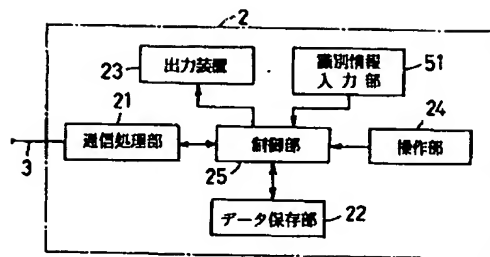 2
23
出力装置
識別情報
入力部
51
21
通信処理部
24
制御部
操作部
3
25
データ保存部
22